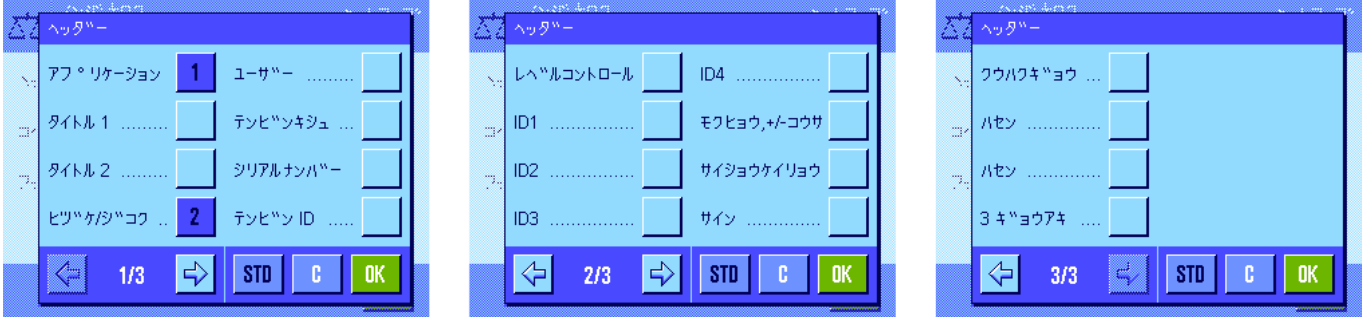 ヘッダー
アプリケーション 1 ユーザー .........
タイトル 1 ......... テンビンキシュ ...
タイトル 2 ......... シリアルナンバー
ヒヅケ/ジコク .. 2 テンビン ID .....
1/3 STD C OK
ヘッダー
レベルコントロール ID4 ................
ID1 ................ モクヒョウ,+/-コウサ
ID2 ................ サイショウケイリョウ
ID3 ................ サイン ..............
2/3 STD C OK
ヘッダー
クウハクギョウ ...
ハセン ..............
ハセン ..............
3 ギョウアキ ....
3/3 STD C OK